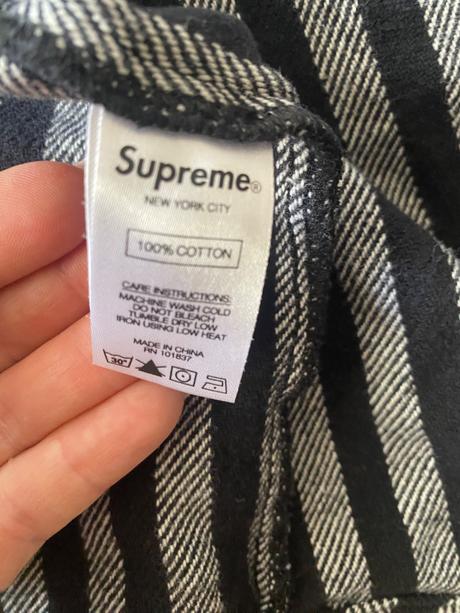 Supreme®
NEW YORK CITY
100% COTTON
CARE INSTRUCTIONS:
MACHINE WASH COLD
DO NOT BLEACH
TUMBLE DRY LOW
IRON USING LOW HEAT
MADE IN CHINA
RN 101837
30°